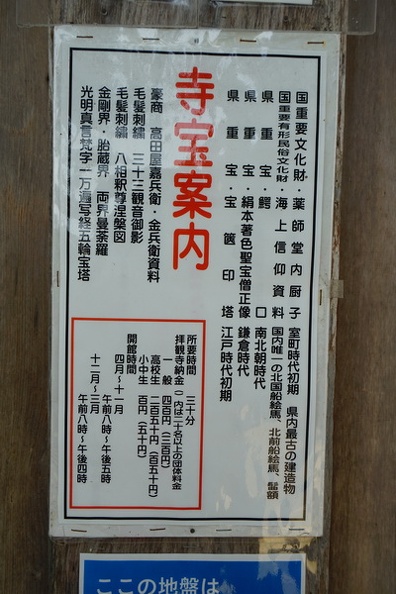 国重要文化財・薬師堂内厨子 室町時代初期 県内最古の建造物
国重要有形民俗文化財・海上信仰資料 国内唯一の北国船絵馬、北前船絵馬、髷額
県重宝・鰐口 南北朝時代
県重宝・絹本著色聖宝僧正像 鎌倉時代
県重宝・宝篋印塔 江戸時代初期
寺宝案内
豪商 高田屋嘉兵衛・金兵衛資料
毛髪刺繍 三十三観音御影
毛髪刺繍 八相釈尊涅槃図
金剛界・胎蔵界 両界曼荼羅
光明真言梵字一万遍写経五輪宝塔
所要時間 三十分
拝観寺納金(ー内は二十名以上の団体料金
一般 四百円(三百円)
高校生 二百五十円(百五十円)
小中生 百円(五十円)
開館時間
四月〜十一月 午前八時〜午後五時
十二月〜三月 午前八時〜午後四時
ここの地盤は